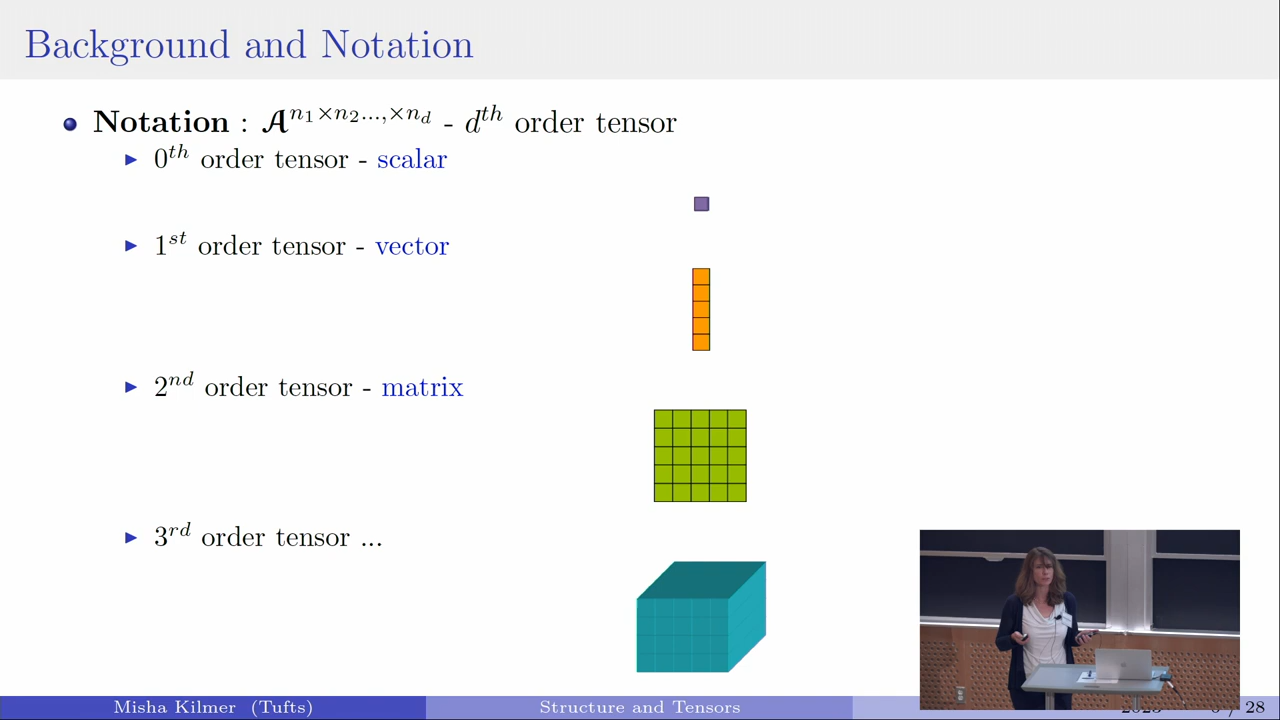 Background and Notation
Notation : 𝓐^{n₁×n₂...,×n_d} - d^{th} order tensor
0^{th} order tensor - scalar
1^{st} order tensor - vector
2^{nd} order tensor - matrix
3^{rd} order tensor ...
Misha Kilmer (Tufts)
Structure and Tensors
/ 28